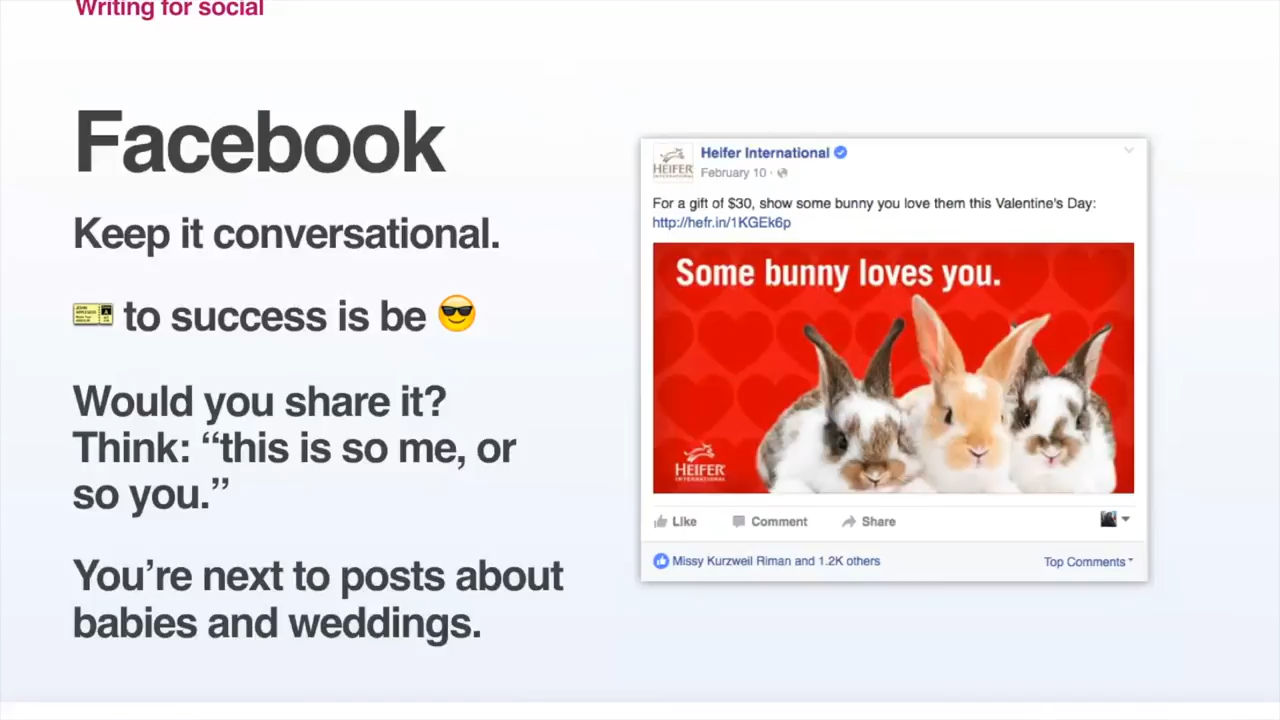 Writing for social
Facebook
Keep it conversational.
🎫 to success is be 😎
Would you share it?
Think: “this is so me, or
so you.”
You’re next to posts about
babies and weddings.
HEIFER
INTERNATIONAL
Heifer International
February 10 ·
For a gift of $30, show some bunny you love them this Valentine's Day:
http://hefr.in/1KGEk6p
Some bunny loves you.
HEIFER
INTERNATIONAL
Like Comment Share
Missy Kurzweil Riman and 1.2K others Top Comments